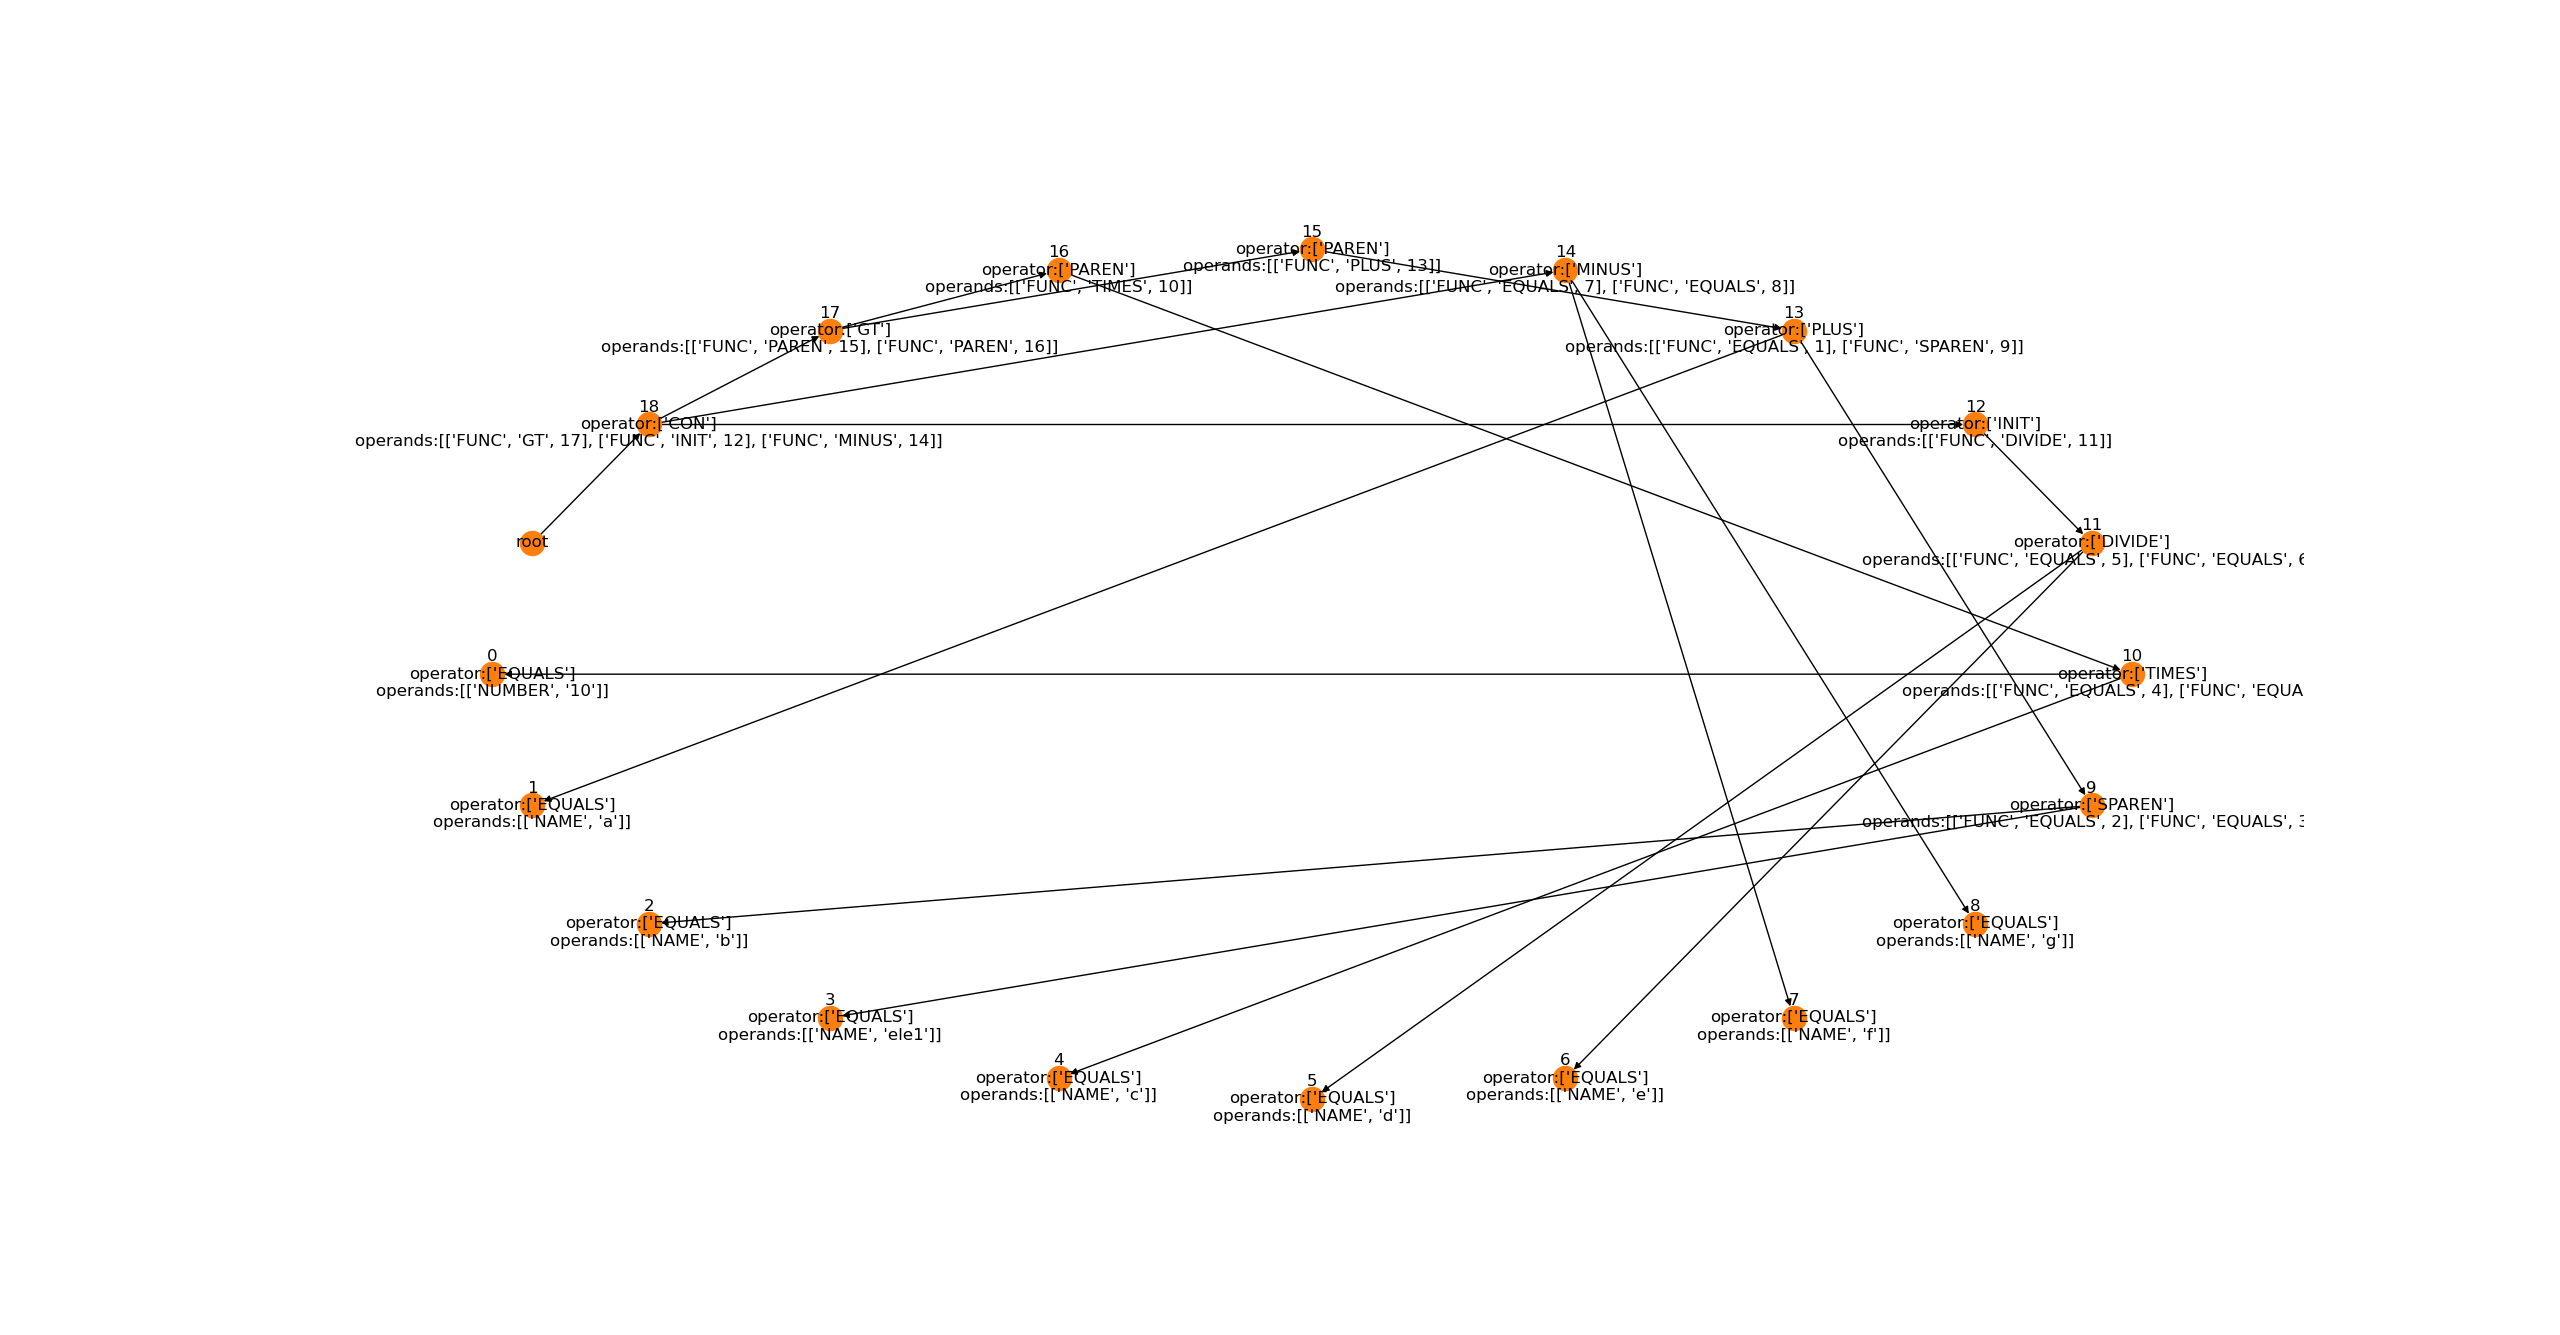 15
operator:['PAREN']
operands:[['FUNC', 'PLUS', 13]]
16
operator:['PAREN']
operands:[['FUNC', 'TIMES', 10]]
14
operator:['MINUS']
operands:[['FUNC', 'EQUALS', 7], ['FUNC', 'EQUALS', 8]]
17
operator:['GT']
operands:[['FUNC', 'PAREN', 15], ['FUNC', 'PAREN', 16]]
13
operator:['PLUS']
operands:[['FUNC', 'EQUALS', 1], ['FUNC', 'SPAREN', 9]]
18
operator:['CON']
operands:[['FUNC', 'GT', 17], ['FUNC', 'INIT', 12], ['FUNC', 'MINUS', 14]]
12
operator:['INIT']
operands:[['FUNC', 'DIVIDE', 11]]
root
11
operator:['DIVIDE']
operands:[['FUNC', 'EQUALS', 5], ['FUNC', 'EQUALS', 6
0
operator:['EQUALS']
operands:[['NUMBER', '10']]
10
operator:['TIMES']
operands:[['FUNC', 'EQUALS', 4], ['FUNC', 'EQUA
1
operator:['EQUALS']
operands:[['NAME', 'a']]
9
operator:['SPAREN']
operands:[['FUNC', 'EQUALS', 2], ['FUNC', 'EQUALS', 3
2
operator:['EQUALS']
operands:[['NAME', 'b']]
8
operator:['EQUALS']
operands:[['NAME', 'g']]
3
operator:['EQUALS']
operands:[['NAME', 'ele1']]
7
operator:['EQUALS']
operands:[['NAME', 'f']]
4
operator:['EQUALS']
operands:[['NAME', 'c']]
6
operator:['EQUALS']
operands:[['NAME', 'e']]
5
operator:['EQUALS']
operands:[['NAME', 'd']]